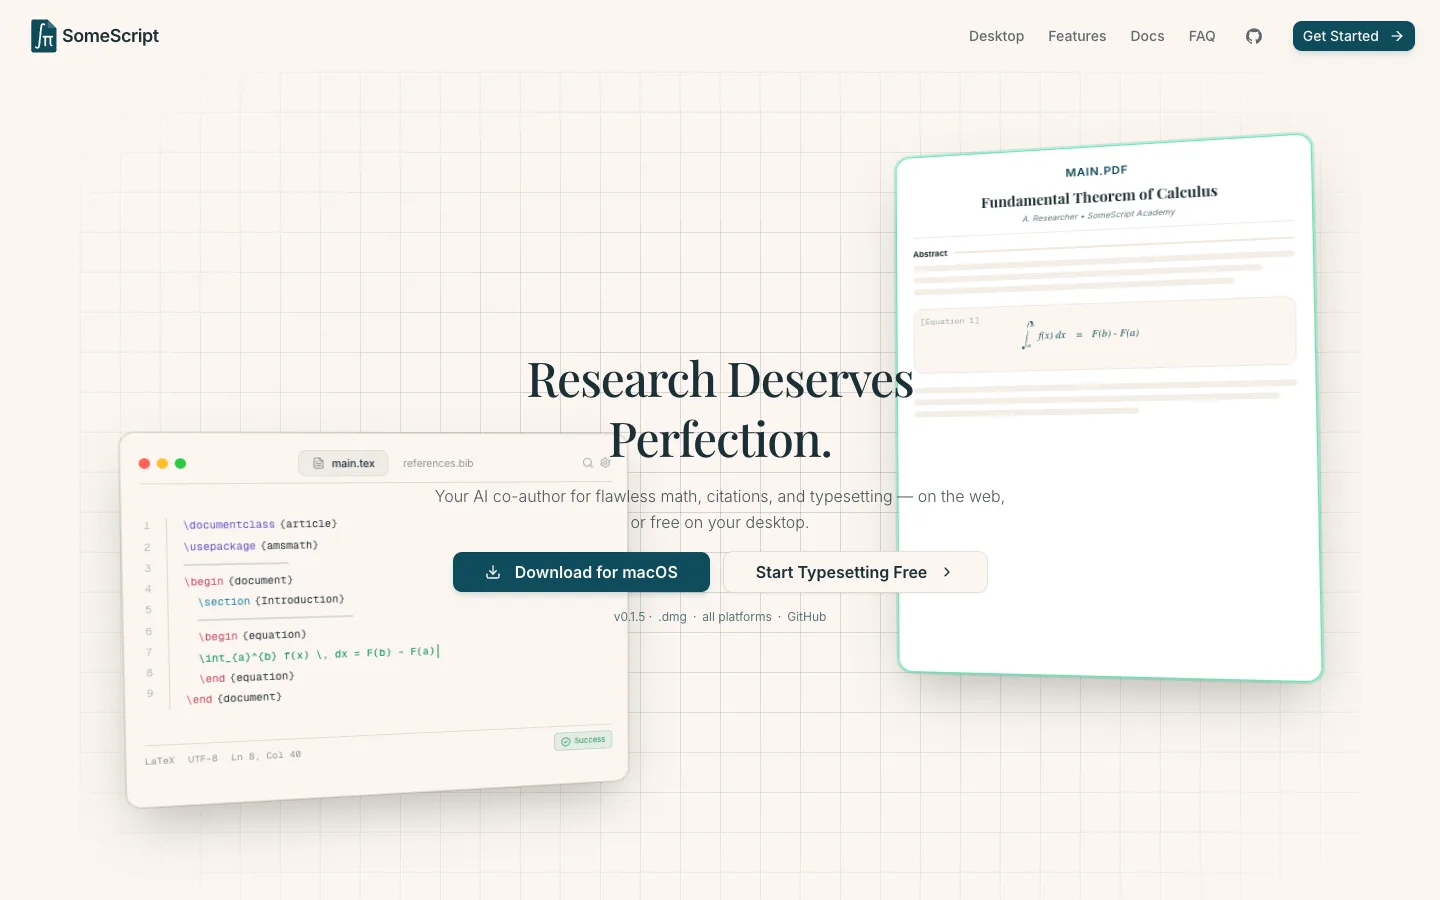 SomeScript
Desktop
Features
Docs
FAQ
Get Started
MAIN.PDF
Fundamental Theorem of Calculus
A. Researcher • SomeScript Academy
Abstract
[Equation 1]
f(x) dx = F(b) - F(a)
Research Deserves
Perfection.
Your AI co-author for flawless math, citations, and typesetting — on the web,
or free on your desktop.
Download for macOS
Start Typesetting Free
v0.1.5 · .dmg · all platforms · GitHub
main.tex
references.bib
1 \documentclass {article}
2 \usepackage {amsmath}
3
4 \begin {document}
5 \section {Introduction}
6 \begin {equation}
7 \int_{a}^{b} f(x) \, dx = F(b) - F(a)
8 \end {equation}
9 \end {document}
LaTeX UTF-8 Ln 8, Col 40
Success